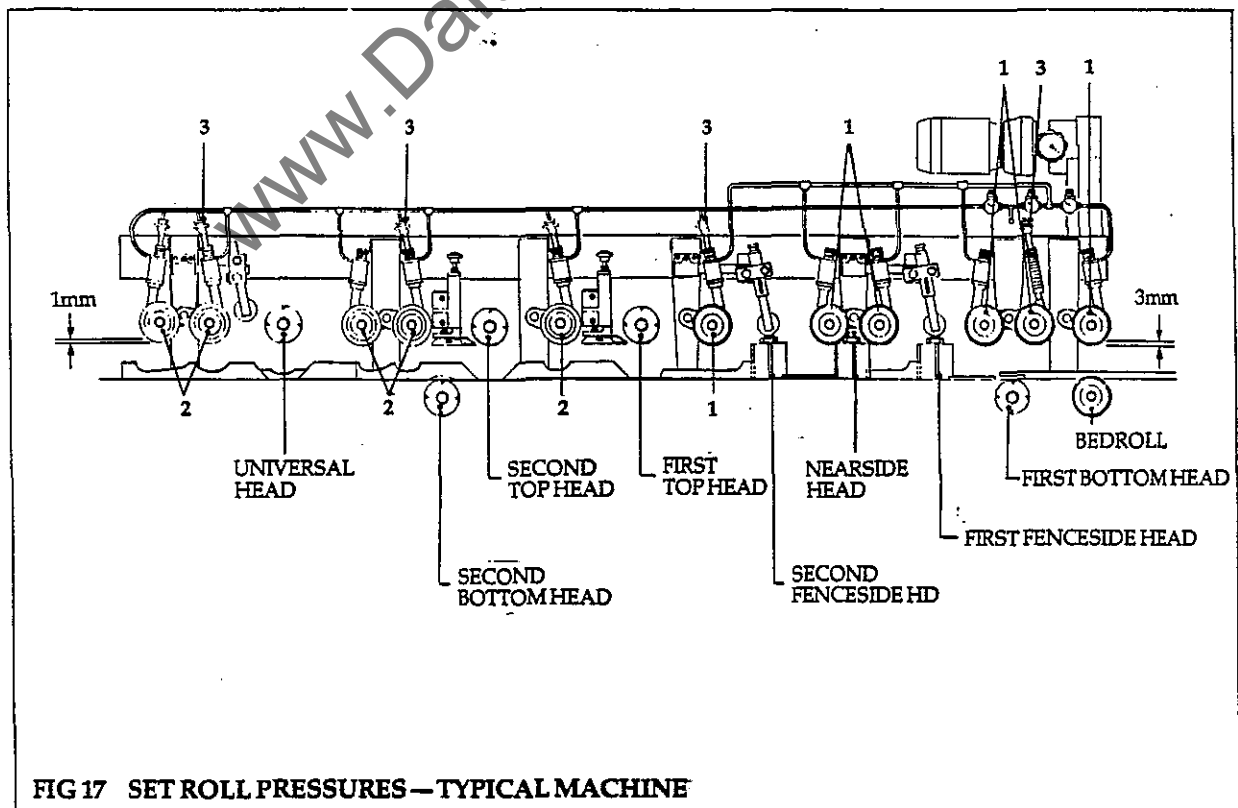 www.Dak
1 3 1
3 3 3 1
1mm
3mm
2 2 2 1
BEDROLL
UNIVERSAL
HEAD
SECOND
TOP HEAD
FIRST
TOP HEAD
NEARSIDE
HEAD
FIRST BOTTOM HEAD
FIRST FENCESIDE HEAD
SECOND
BOTTOM HEAD
SECOND
FENCESIDE HD
FIG 17 SET ROLL PRESSURES — TYPICAL MACHINE